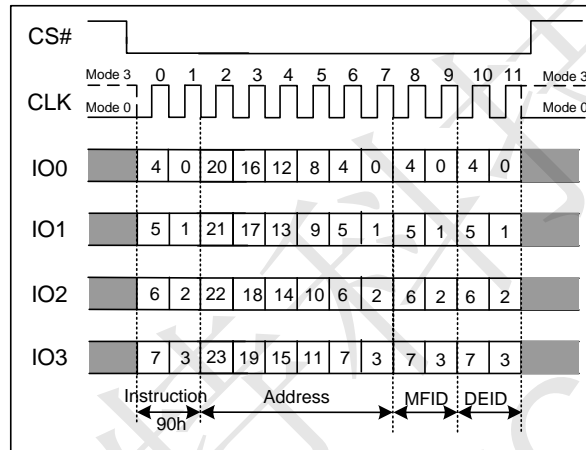 CS#
Mode 3 0 1 2 3 4 5 6 7 8 9 10 11 Mode 3
CLK
Mode 0 Mode 0
IO0 4 0 20 16 12 8 4 0 4 0 4 0
IO1 5 1 21 17 13 9 5 1 5 1 5 1
IO2 6 2 22 18 14 10 6 2 6 2 6 2
IO3 7 3 23 19 15 11 7 3 7 3 7 3
Instruction Address MFID DEID
90h